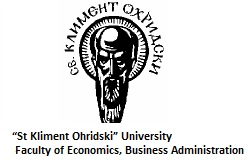 СВ. КЛИМЕНТ ОХРИДСКИ
“St Kliment Ohridski” University
Faculty of Economics, Business Administration